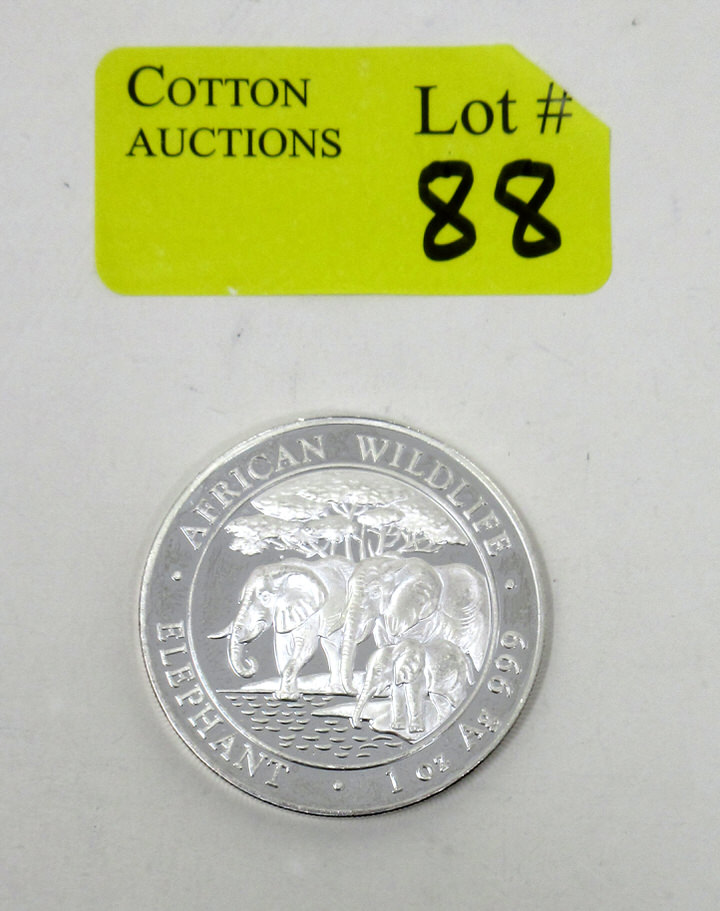 COTTON
AUCTIONS
Lot #
88
AFRICAN WILDLIFE
ELEPHANT
1 oz Ag 999